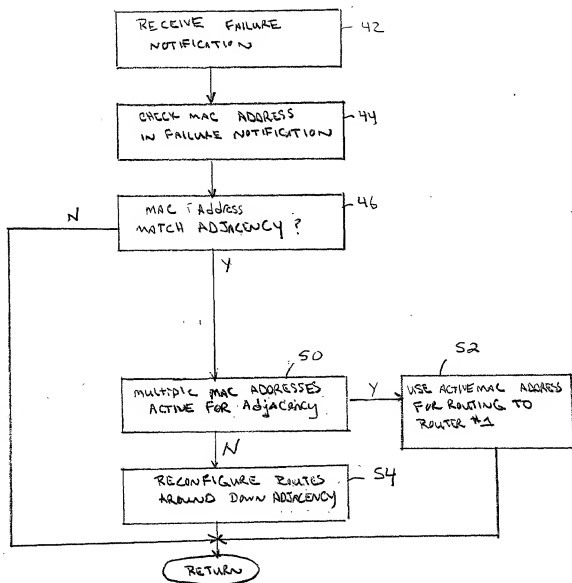 RECEIVE FAILURE
NOTIFICATION
42
CHECK MAC ADDRESS
IN FAILURE NOTIFICATION
44
MAC Address
MATCH ADJACENCY ?
46
N
Y
50
MULTIPLE MAC ADDRESSES
ACTIVE FOR Adjacency
Y
52
USE ACTIVE MAC ADDRESS
FOR ROUTING TO
ROUTER #1
N
RECONFIGURE ROUTES
AROUND DOWN ADJACENCY
54
RETURN